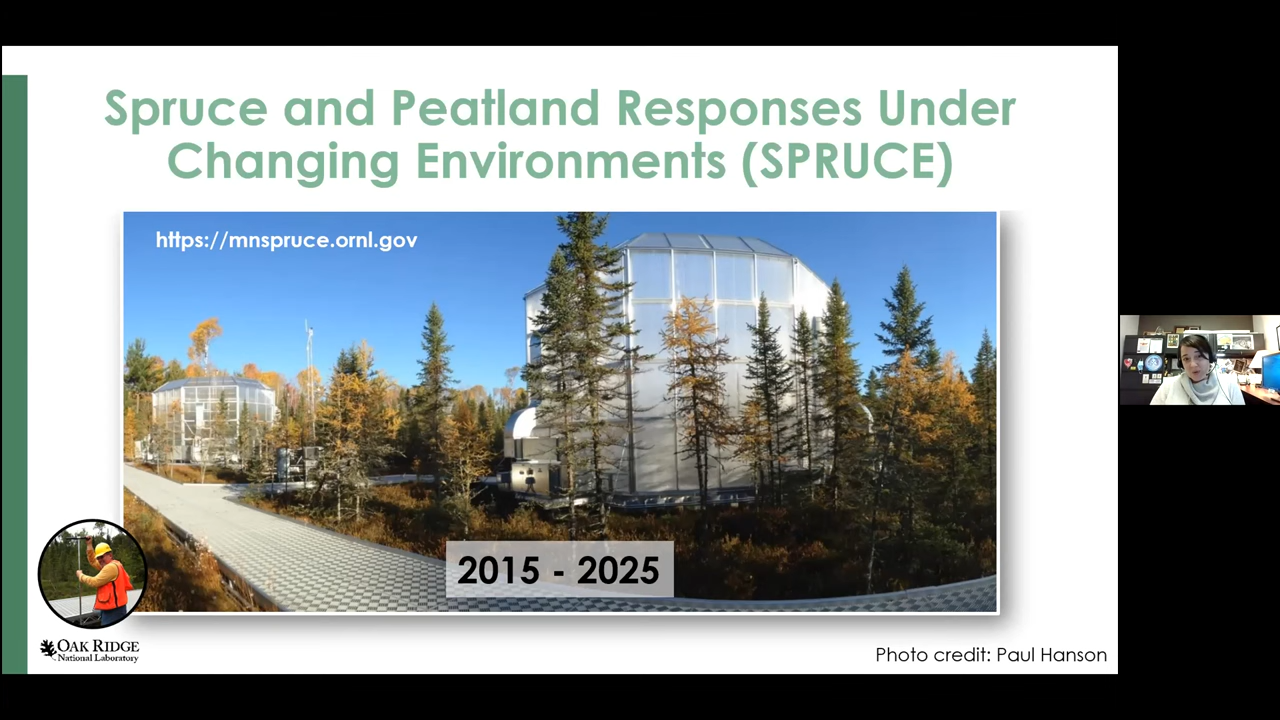 Spruce and Peatland Responses Under
Changing Environments (SPRUCE)
https://mnspruce.ornl.gov
2015 - 2025
OAK RIDGE
National Laboratory
Photo credit: Paul Hanson